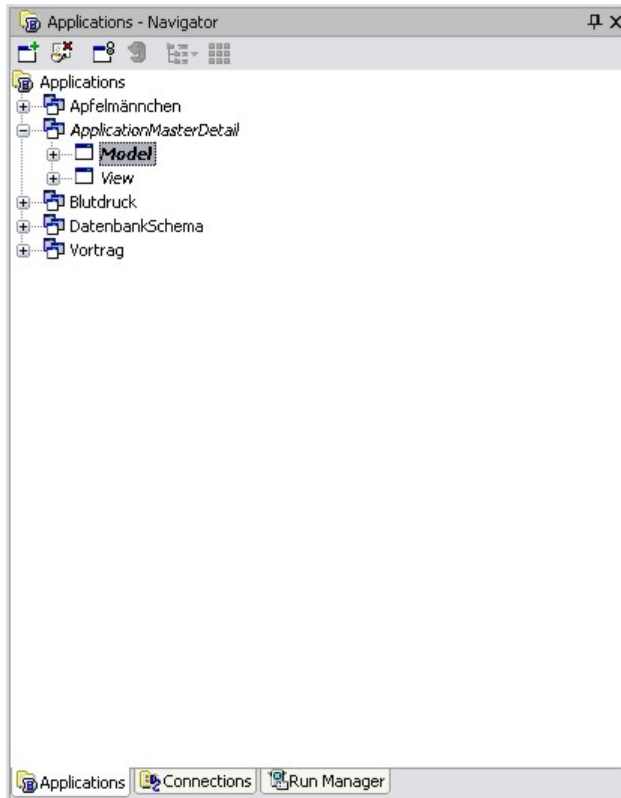 Applications - Navigator
Applications
Apfelmännchen
ApplicationMasterDetail
Model
View
Blutdruck
DatenbankSchema
Vortrag
Applications Connections Run Manager